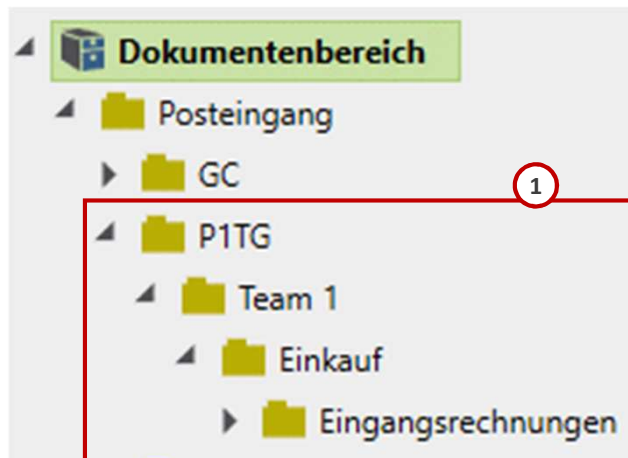 Dokumentenbereich
Posteingang
GC
1
P1TG
Team 1
Einkauf
Eingangsrechnungen